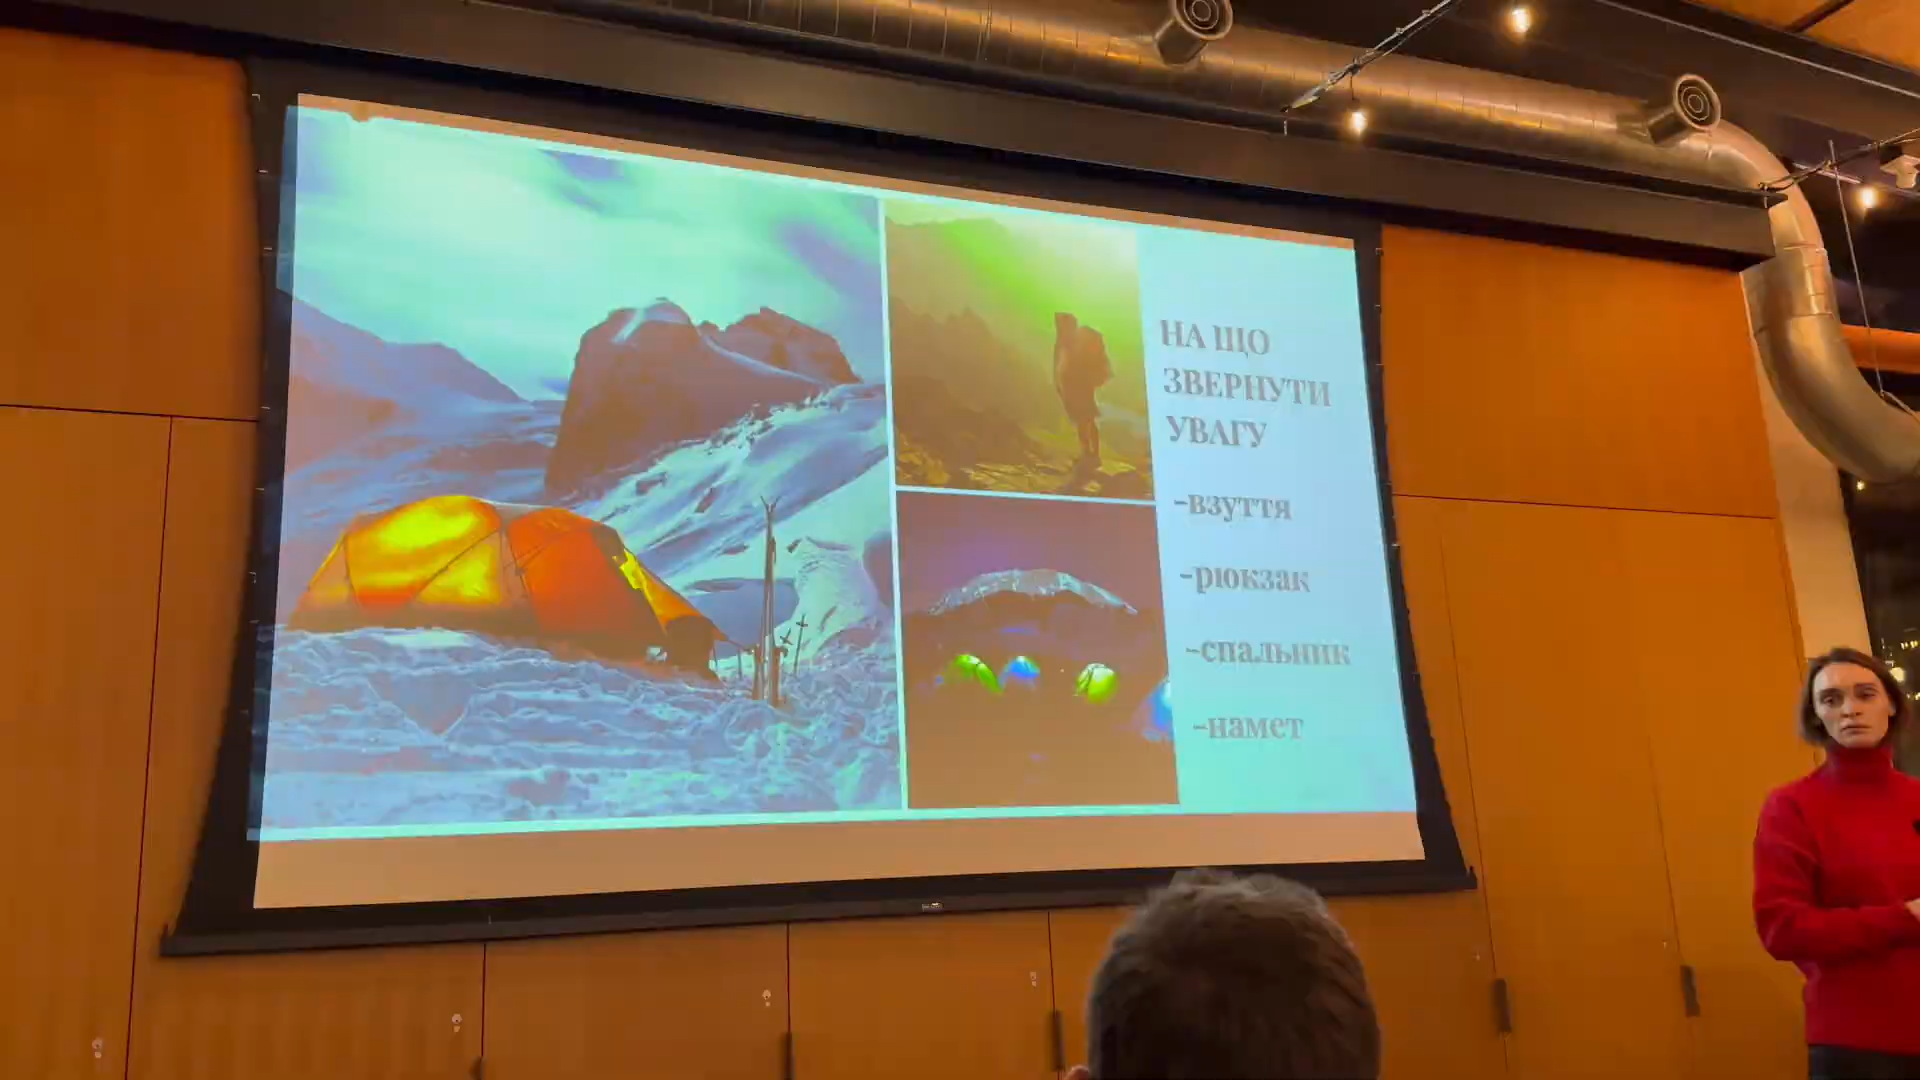 НА ЩО
ЗВЕРНУТИ
УВАГУ
-взуття
-рюкзак
-спальник
-намет